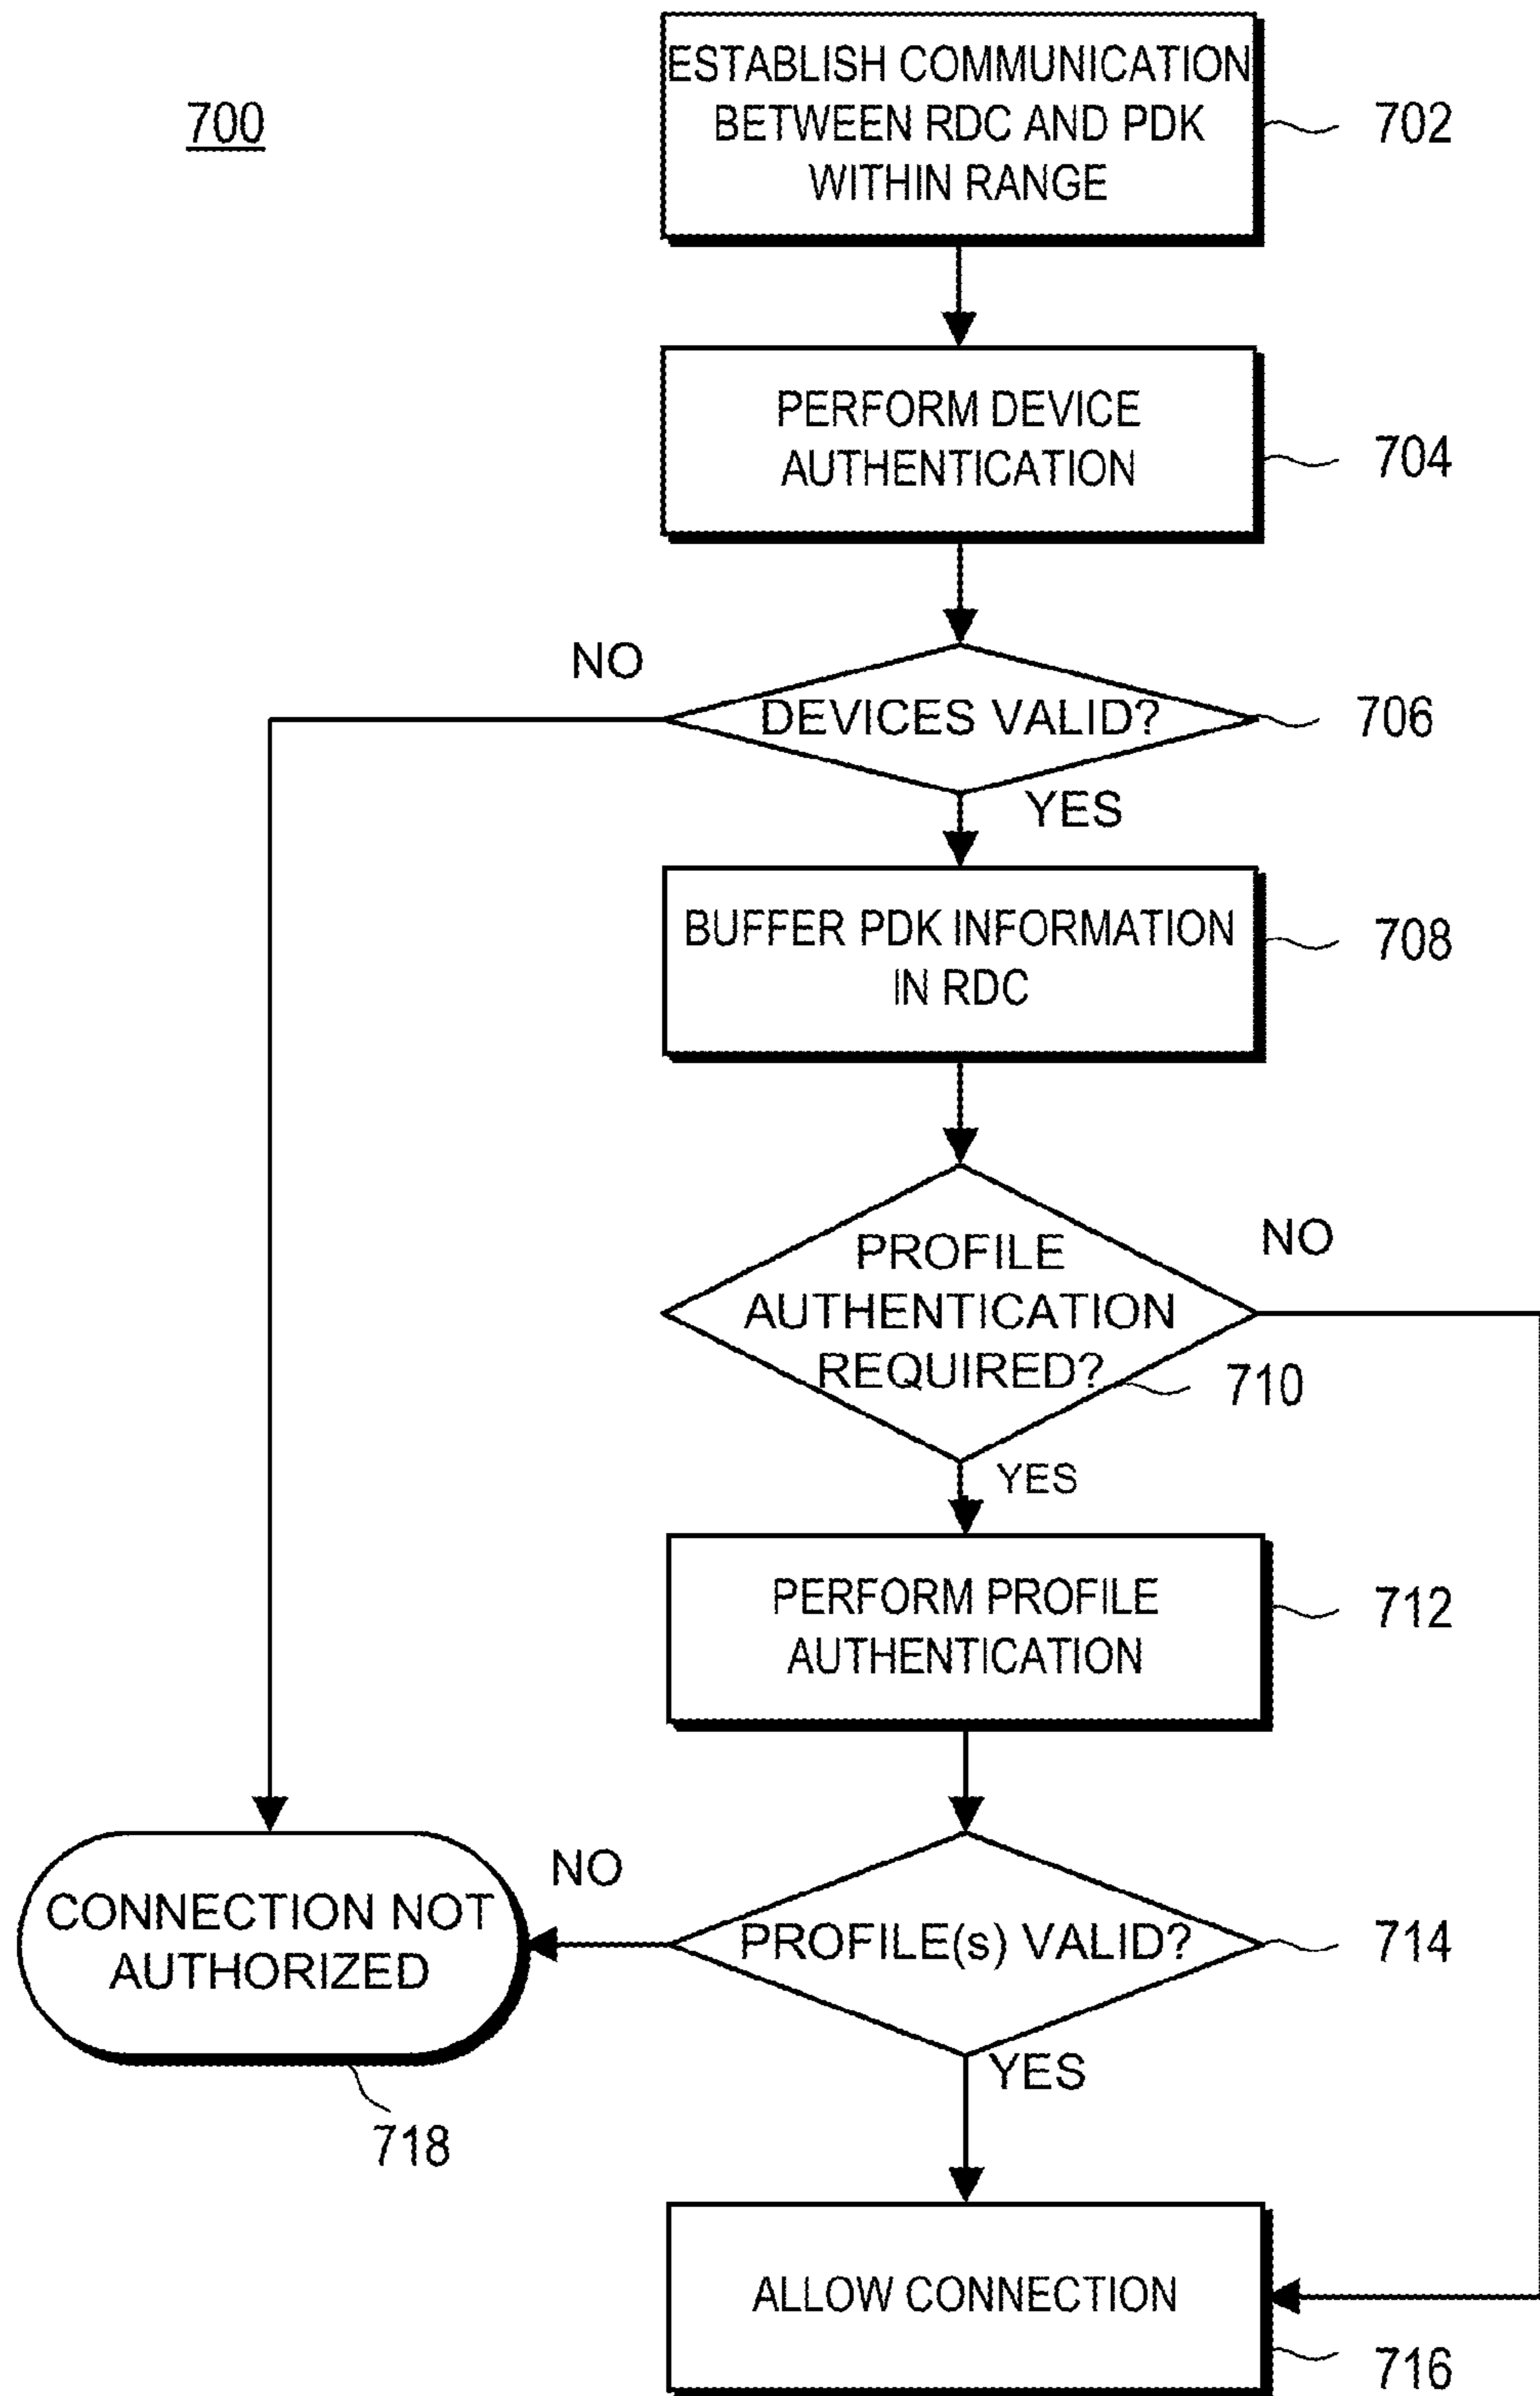 700
ESTABLISH COMMUNICATION
BETWEEN RDC AND PDK
WITHIN RANGE
702
PERFORM DEVICE
AUTHENTICATION
704
NO
DEVICES VALID?
706
YES
BUFFER PDK INFORMATION
IN RDC
708
PROFILE
AUTHENTICATION
REQUIRED?
NO
710
YES
PERFORM PROFILE
AUTHENTICATION
712
CONNECTION NOT
AUTHORIZED
NO
PROFILE(s) VALID?
714
YES
718
ALLOW CONNECTION
716